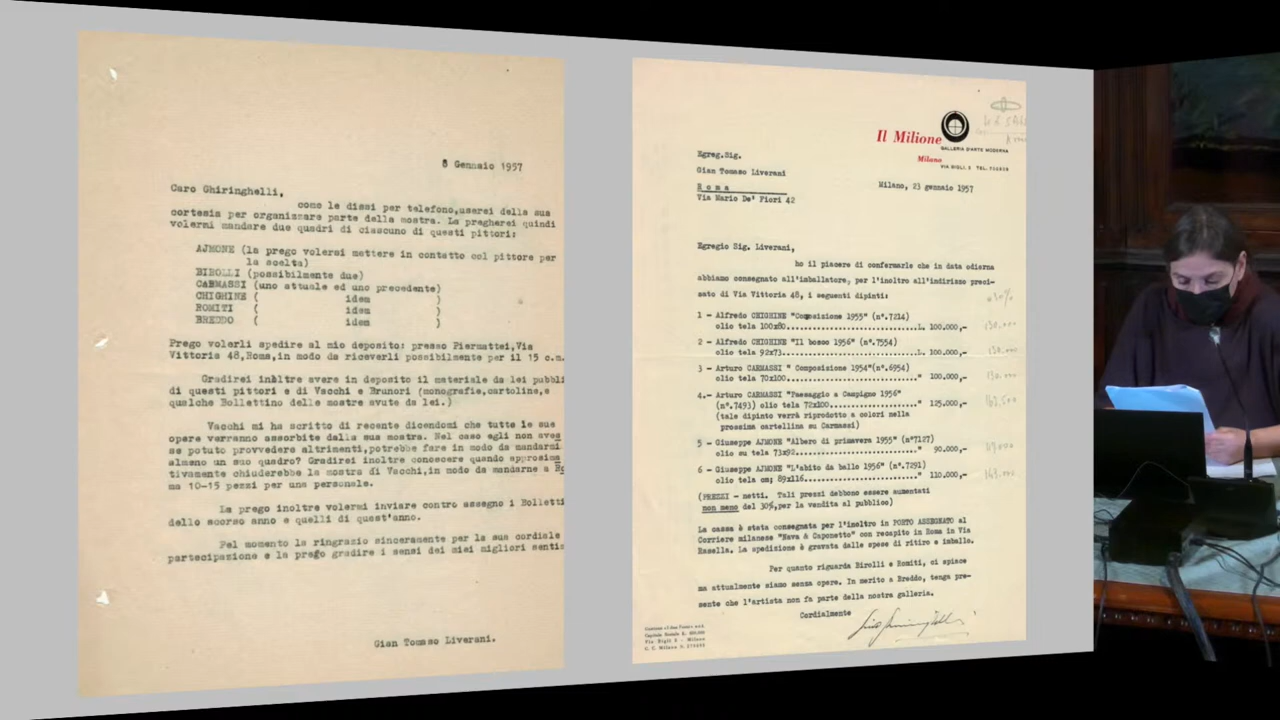 8 Gennaio 1957
Caro Ghiringhelli,
come le dissi per telefono,userei della sua
cortesia per organizzare parte della mostra. La pregherei quindi
volermi mandare due quadri di ciascuno di questi pittori:
AJMONE (la prego volersi mettere in contatto col pittore per
la scelta)
BIROLLI (possibilmente due)
CARMASSI (uno attuale ed uno precedente)
CHIGHINE ( idem )
ROMITI ( idem )
BREDDO ( idem )
Prego volerli spedire al mio deposito: presso Piermattei,Via
Vittoria 48,Roma,in modo da riceverli possibilmente per il 15 c.m.
Gradirei inoltre avere in deposito il materiale da lei pubbli
di questi pittori e di Vacchi e Brunori (monografie,cartoline,e
qualche Bollettino delle mostre avute da lei.)
Vacchi mi ha scritto di recente dicendomi che tutte le sue
opere verranno assorbite dalla sua mostra. Nel caso egli non aves
se potuto provvedere altrimenti,potrebbe fare in modo da mandarmi
almeno un suo quadro? Gradirei inoltre conoscere quando approssima
tivamente chiuderebbe la mostra di Vacchi,in modo da mandarne a
ma 10-15 pezzi per una personale.
La prego inoltre volermi inviare contro assegno i Bolletti
dello scorso anno e quelli di quest'anno.
Pel momento la ringrazio sinceramente per la sua cordiale
partecipazione e la prego gradire i sensi dei miei migliori senti
Gian Tomaso Liverani.
Il Milione
GALLERIA D'ARTE MODERNA
Milano
VIA BIGLI, 2 TEL.
Egreg.Sig.
Gian Tomaso Liverani
Roma
Via Mario De' Fiori 42
Milano, 23 gennaio 1957
Egregio Sig. Liverani,
ho il piacere di confermarle che in data odierna
abbiamo consegnato all'imballatore, per l'inoltro all'indirizzo preci-
sato di Via Vittoria 48, i seguenti dipinti:
1 - Alfredo CHIGHINE "Composizione 1955" (n°.7214)
olio tela 100x80..............................L. 100.000,-
2 - Alfredo CHIGHINE "Il bosco 1956" (n°.7554)
olio tela 92x73...............................L. 100.000,-
3 - Arturo CARMASSI " Composizione 1954"(n°.6954)
olio tela 70x100.............................." 100.000,-
4.- Arturo CARMASSI "Paesaggio a Campigno 1956"
(n°.7493) olio tela 72x100...................." 125.000,-
(tale dipinto verrà riprodotto a colori nella
prossima cartellina su Carmassi)
5 - Giuseppe AJMONE "Albero di primavera 1955" (n°7127)
olio su tela 73x92............................" 90.000,-
6 - Giuseppe AJMONE "L'abito da ballo 1956" (n°.7291)
olio tela cm; 89x116.........................." 110.000,-
(PREZZI - netti. Tali prezzi debbono essere aumentati
non meno del 30%,per la vendita al pubblico)
La cassa è stata consegnata per l'inoltro in PORTO ASSEGNATO al
Corriere milanese "Nava & Caponetto" con recapito in Roma in Via
Rasella. La spedizione è gravata delle spese di ritiro e imballo.
Per quanto riguarda Birolli e Romiti, ci spiace
ma attualmente siamo senza opere. In merito a Breddo, tenga pre-
sente che l'artista non fa parte della nostra galleria.
Cordialmente
Via Bigli 2 - Milano